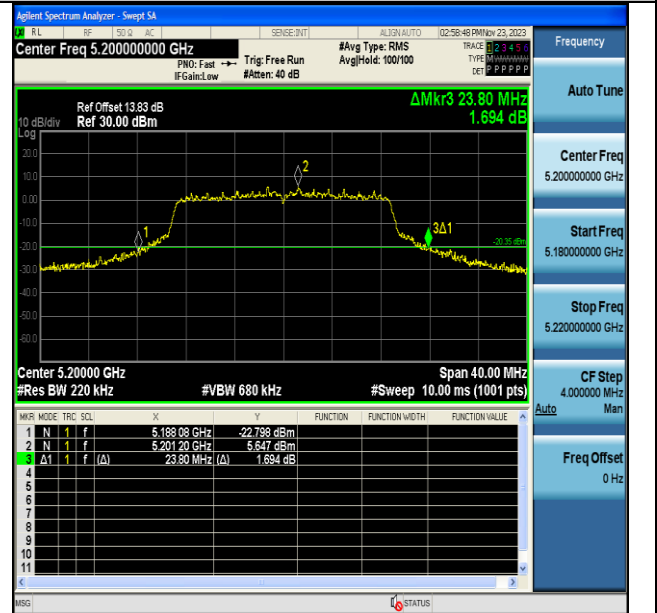 Agilent Spectrum Analyzer - Swept SA
RL RF 50 Ω AC SENSE:INT ALIGN AUTO 02:58:48 PM Nov 23, 2023
Center Freq 5.200000000 GHz
PNO: Fast
IFGain:Low
Trig: Free Run
#Atten: 40 dB
#Avg Type: RMS
Avg|Hold: 100/100
TRACE 1 2 3 4 5 6
TYPE M
DET P P P P P P
Frequency
Auto Tune
Center Freq
5.200000000 GHz
Start Freq
5.180000000 GHz
Stop Freq
5.220000000 GHz
CF Step
4.000000 MHz
Auto Man
Freq Offset
0 Hz
ΔMkr3 23.80 MHz
1.694 dB
Ref Offset 13.83 dB
10 dB/div Ref 30.00 dBm
Log
20.0
10.0
0.00
-10.0
-20.0
-30.0
-40.0
-50.0
-60.0
1
2
3Δ1
-20.35 dBm
Center 5.20000 GHz Span 40.00 MHz
#Res BW 220 kHz #VBW 680 kHz #Sweep 10.00 ms (1001 pts)
MKR MODE TRC SCL X Y FUNCTION FUNCTION WIDTH FUNCTION VALUE
1 N 1 f 5.188 08 GHz -22.798 dBm
2 N 1 f 5.201 20 GHz 5.647 dBm
3 Δ1 1 f (Δ) 23.80 MHz (Δ) 1.694 dB
4
5
6
7
8
9
10
11
MSG STATUS